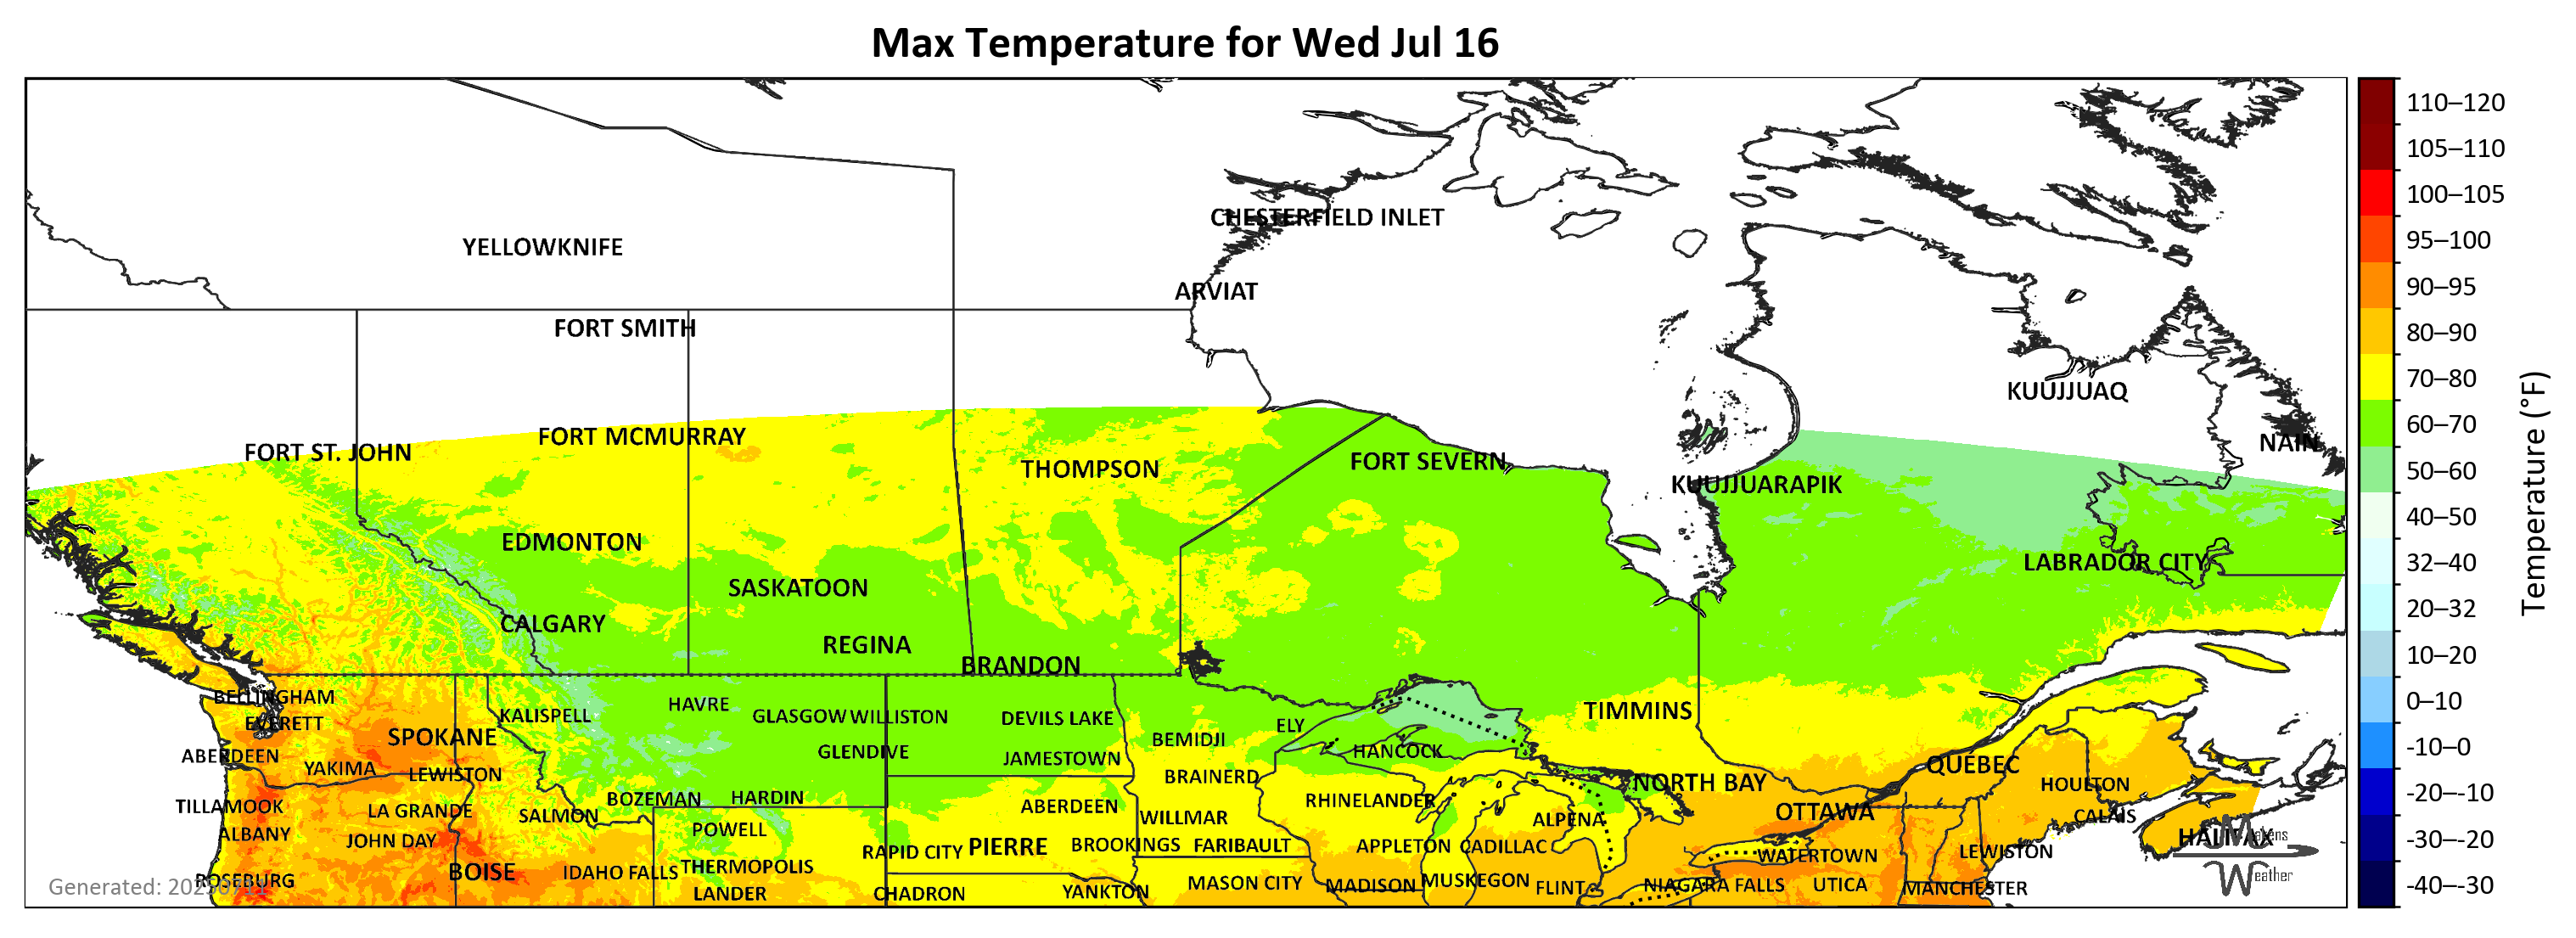 Max Temperature for Wed Jul 16
CHESTERFIELD INLET
YELLOWKNIFE
ARVIAT
FORT SMITH
KUUJJUAQ
FORT MCMURRAY
NAIN
FORT ST. JOHN
FORT SEVERN
THOMPSON
KUUJJUARAPIK
EDMONTON
LABRADOR CITY
SASKATOON
CALGARY
REGINA
BRANDON
BELLINGHAM
HAVRE
TIMMINS
KALISPELL
GLASGOW
WILLISTON
DEVILS LAKE
EVERETT
ELY
SPOKANE
BEMIDJI
HANCOCK
ABERDEEN
GLENDIVE
JAMESTOWN
QUÉBEC
YAKIMA
LEWISTON
BRAINERD
NORTH BAY
HOULTON
BOZEMAN
HARDIN
RHINELANDER
TILLAMOOK
LA GRANDE
SALMON
ABERDEEN
WILLMAR
ALPENA
OTTAWA
CALAIS
ALBANY
JOHN DAY
POWELL
HALIFAX
Makens
Weather
RAPID CITY
PIERRE
BROOKINGS
FARIBAULT
APPLETON
CADILLAC
WATERTOWN
LEWISTON
BOISE
IDAHO FALLS
THERMOPOLIS
ROSEBURG
MASON CITY
MADISON
MUSKEGON
FLINT
NIAGARA FALLS
UTICA
MANCHESTER
LANDER
CHADRON
YANKTON
Generated:
110–120
105–110
100–105
95–100
90–95
80–90
70–80
60–70
50–60
40–50
32–40
20–32
10–20
0–10
-10–0
-20–-10
-30–-20
-40–-30
Temperature (°F)